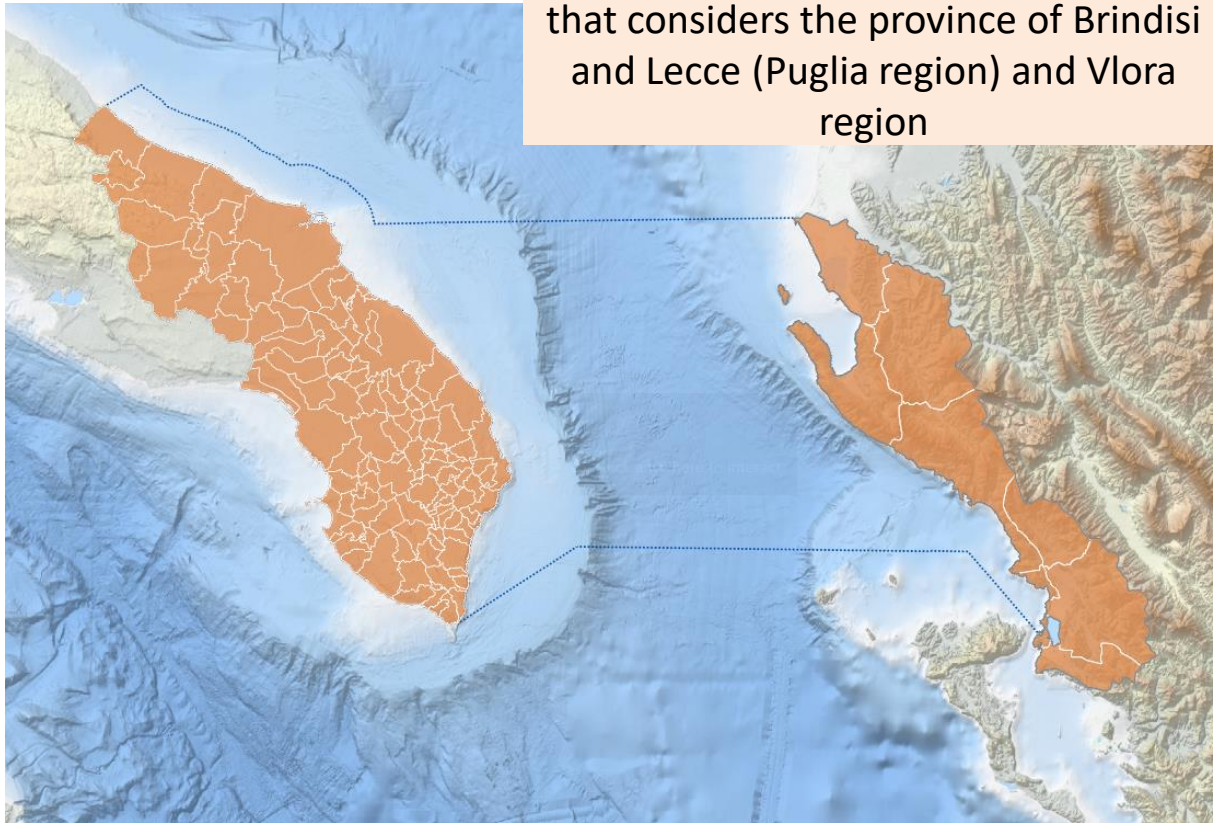 that considers the province of Brindisi
and Lecce (Puglia region) and Vlora
region